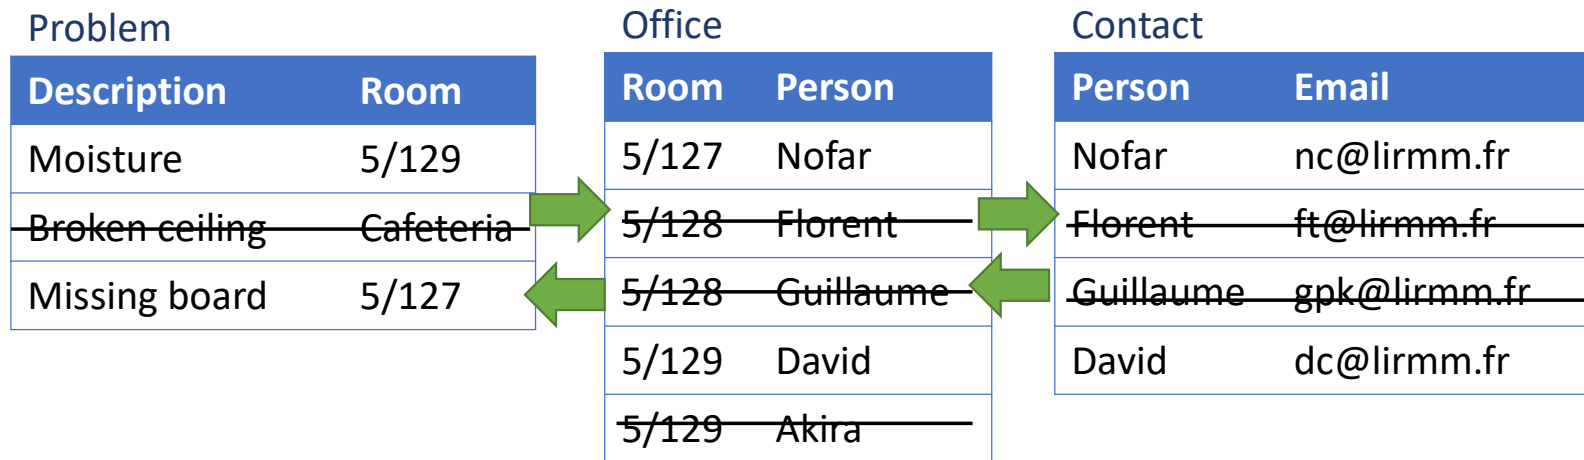 Problem
Description Room
Moisture 5/129
Broken ceiling Cafeteria
Missing board 5/127
Office
Room Person
5/127 Nofar
5/128 Florent
5/128 Guillaume
5/129 David
5/129 Akira
Contact
Person Email
Nofar nc@lirmm.fr
Florent ft@lirmm.fr
Guillaume gpk@lirmm.fr
David dc@lirmm.fr